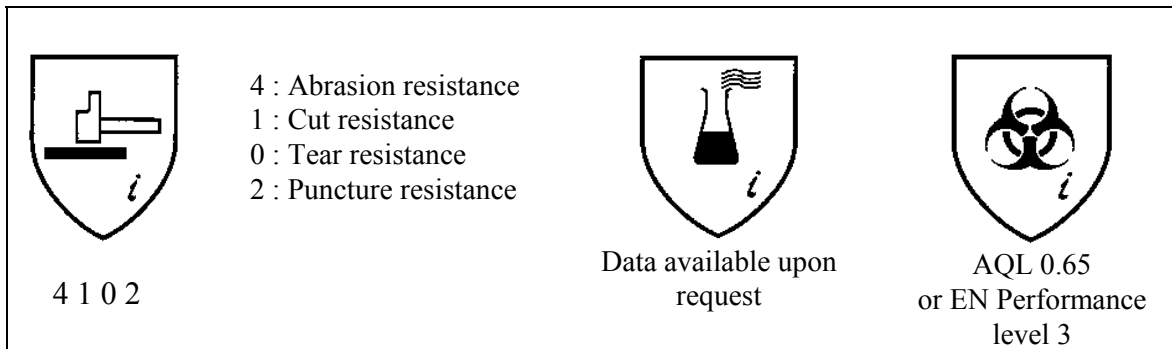 i
4 1 0 2
4 : Abrasion resistance
1 : Cut resistance
0 : Tear resistance
2 : Puncture resistance
i
Data available upon
request
i
AQL 0.65
or EN Performance
level 3